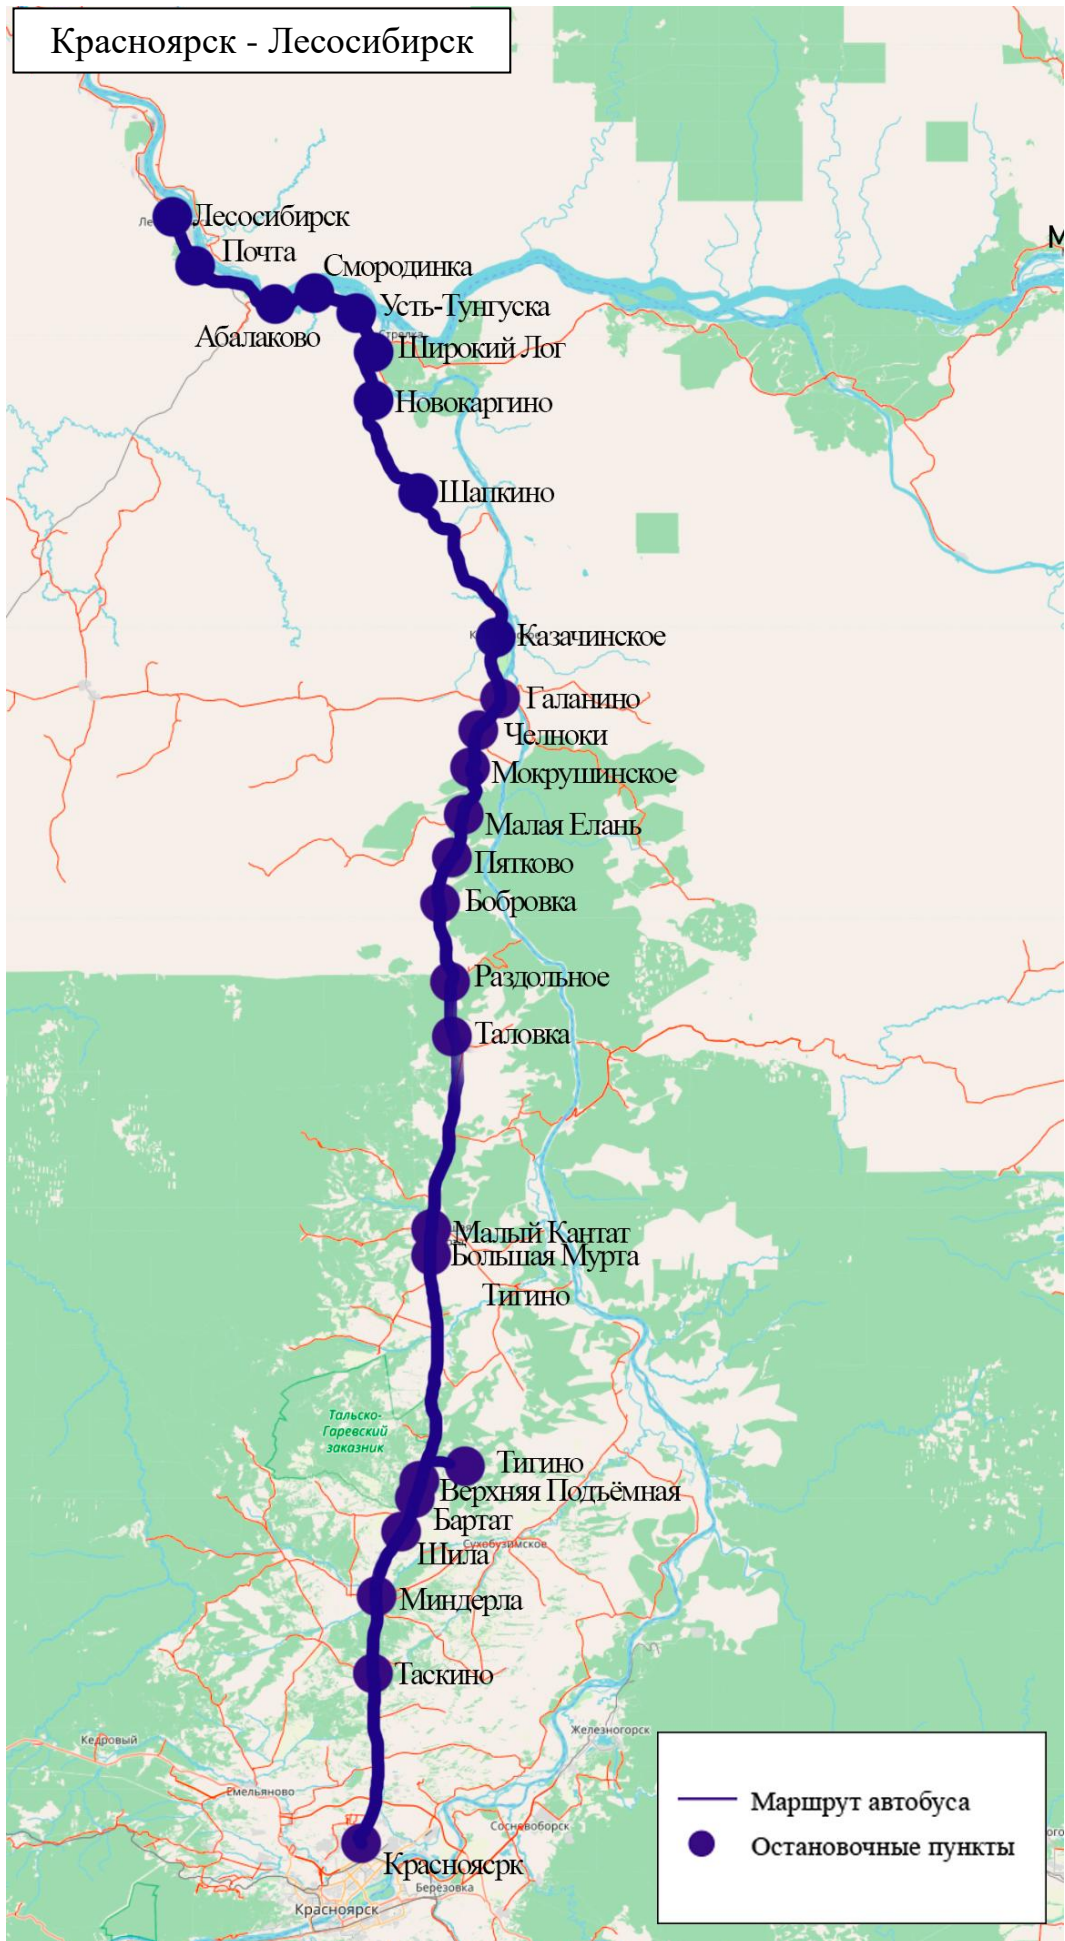 Красноярск - Лесосибирск
Лесосибирск
Почта
Смородинка
М
Абалаково
Усть-Тунгуска
Широкий Лог
Новокаргино
Шапкино
Казачинское
Галанино
Челноки
Мокрушинское
Малая Елань
Пятково
Бобровка
Раздольное
Таловка
Малый Кантат
Большая Мурта
Тигино
Тальско-
Гаревский
заказник
Тигино
Верхняя Подъёмная
Бартат
Сухобузимское
Шила
Миндерла
Таскино
Железногорск
Кедровый
Емельяново
Сосновоборск
Красноясрк
Берёзовка
Красноярск
Маршрут автобуса
Остановочные пункты